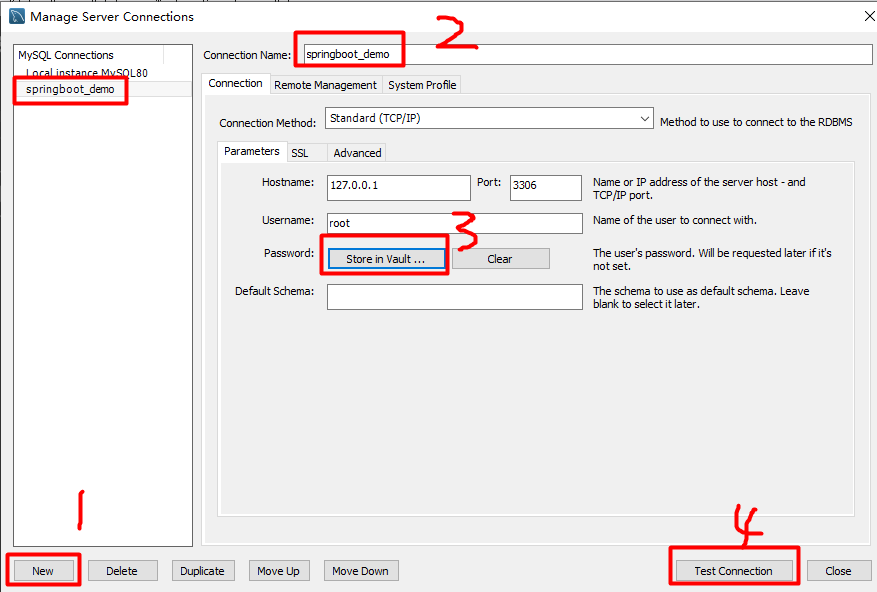 Manage Server Connections
2
MySQL Connections
Local instance MySQL80
springboot_demo
Connection Name: springboot_demo
Connection Remote Management System Profile
Connection Method: Standard (TCP/IP) Method to use to connect to the RDBMS
Parameters SSL Advanced
Hostname: 127.0.0.1 Port: 3306 Name or IP address of the server host - and
TCP/IP port.
Username: root Name of the user to connect with.
3
Password: Store in Vault ... Clear The user's password. Will be requested later if it's
not set.
Default Schema: The schema to use as default schema. Leave
blank to select it later.
1
4
New Delete Duplicate Move Up Move Down Test Connection Close